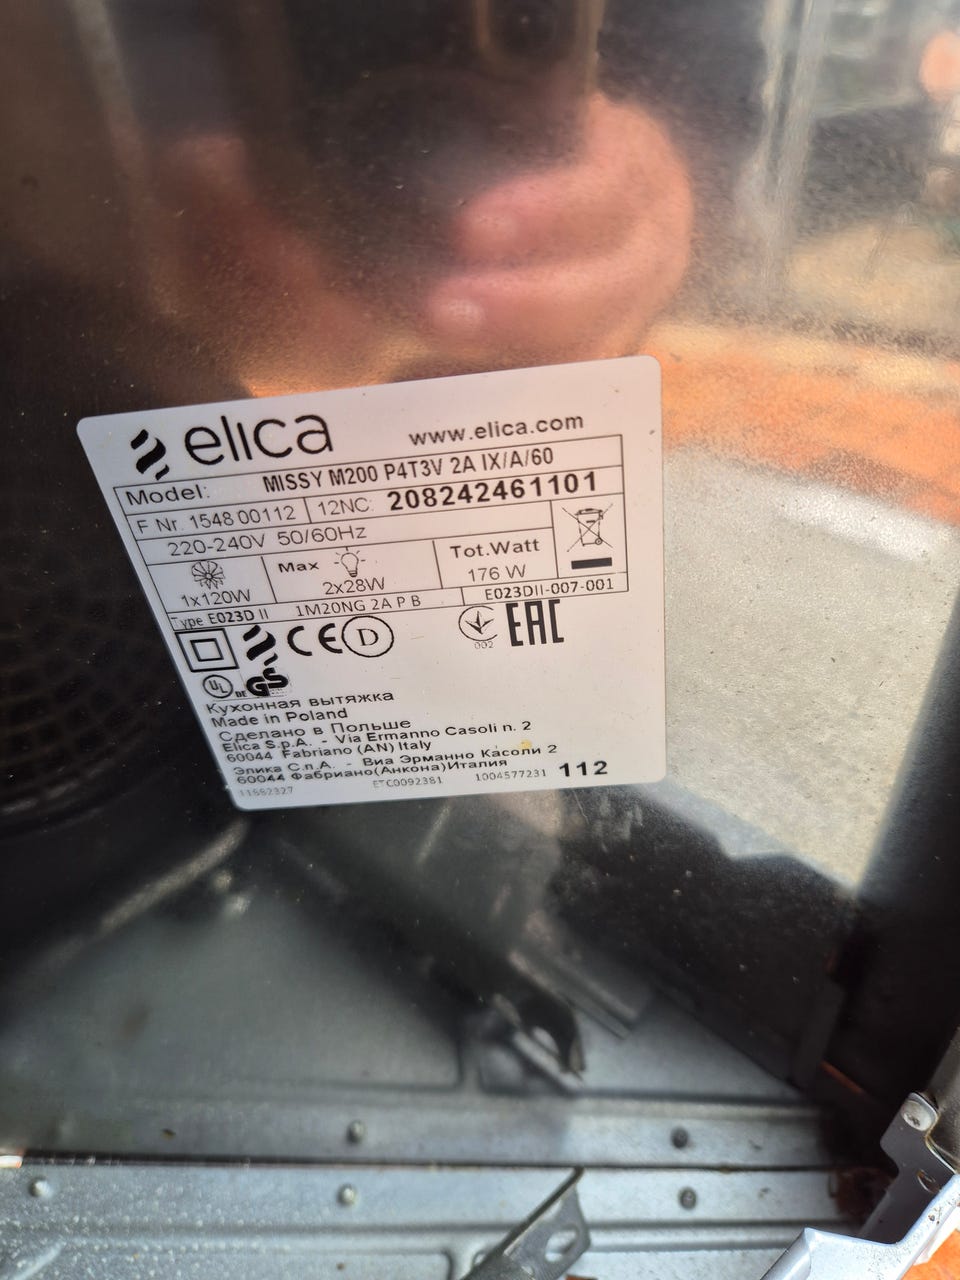 elica www.elica.com
Model: MISSY M200 P4T3V 2A IX/A/60
F Nr. 1548 00112 12NC: 208242461101
220-240V 50/60Hz
Max Tot.Watt
1x120W 2x28W 176 W
Type E023D II 1M20NG 2A P B E023DII-007-001
CE D 002 EAC
UL DE GS
Кухонная вытяжка
Made in Poland
Сделано в Польше
Elica S.p.A. - Via Ermanno Casoli n. 2
60044 Fabriano (AN) Italy
Элика С.п.А. - Виа Эрманно Касоли 2
60044 Фабриано(Анкона)Италия
11882327 ETC0092381 1004577231 112